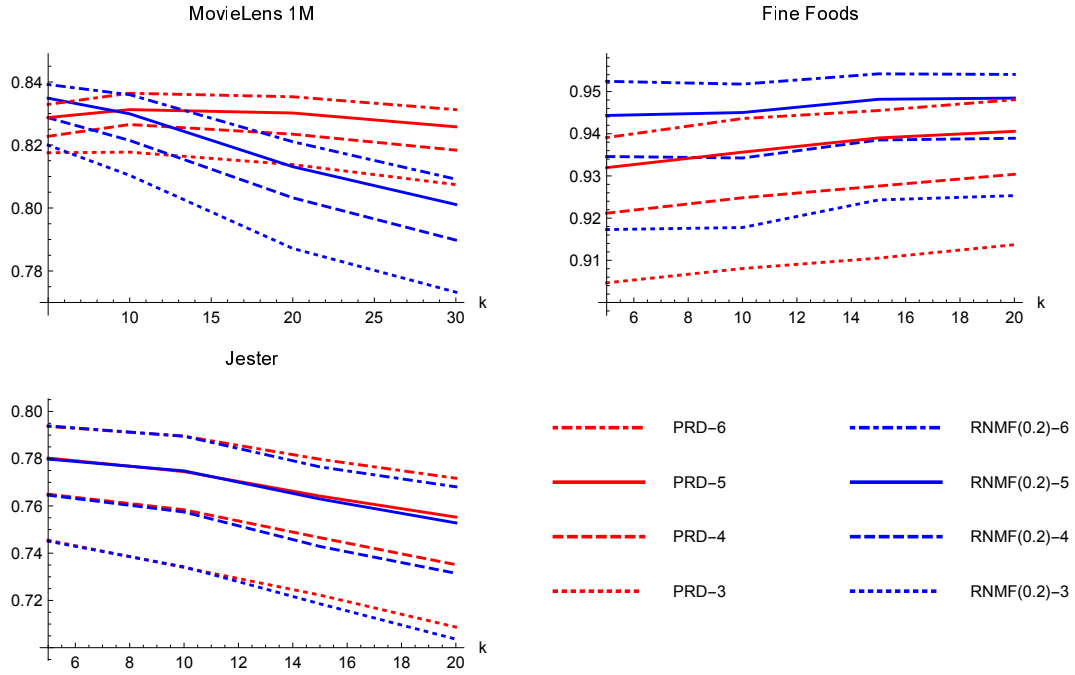 MovieLens 1M
0.84
0.82
0.80
0.78
10 15 20 25 30 k
Fine Foods
0.95
0.94
0.93
0.92
0.91
6 8 10 12 14 16 18 20 k
Jester
0.80
0.78
0.76
0.74
0.72
6 8 10 12 14 16 18 20 k
PRD-6
PRD-5
PRD-4
PRD-3
RNMF(0.2)-6
RNMF(0.2)-5
RNMF(0.2)-4
RNMF(0.2)-3